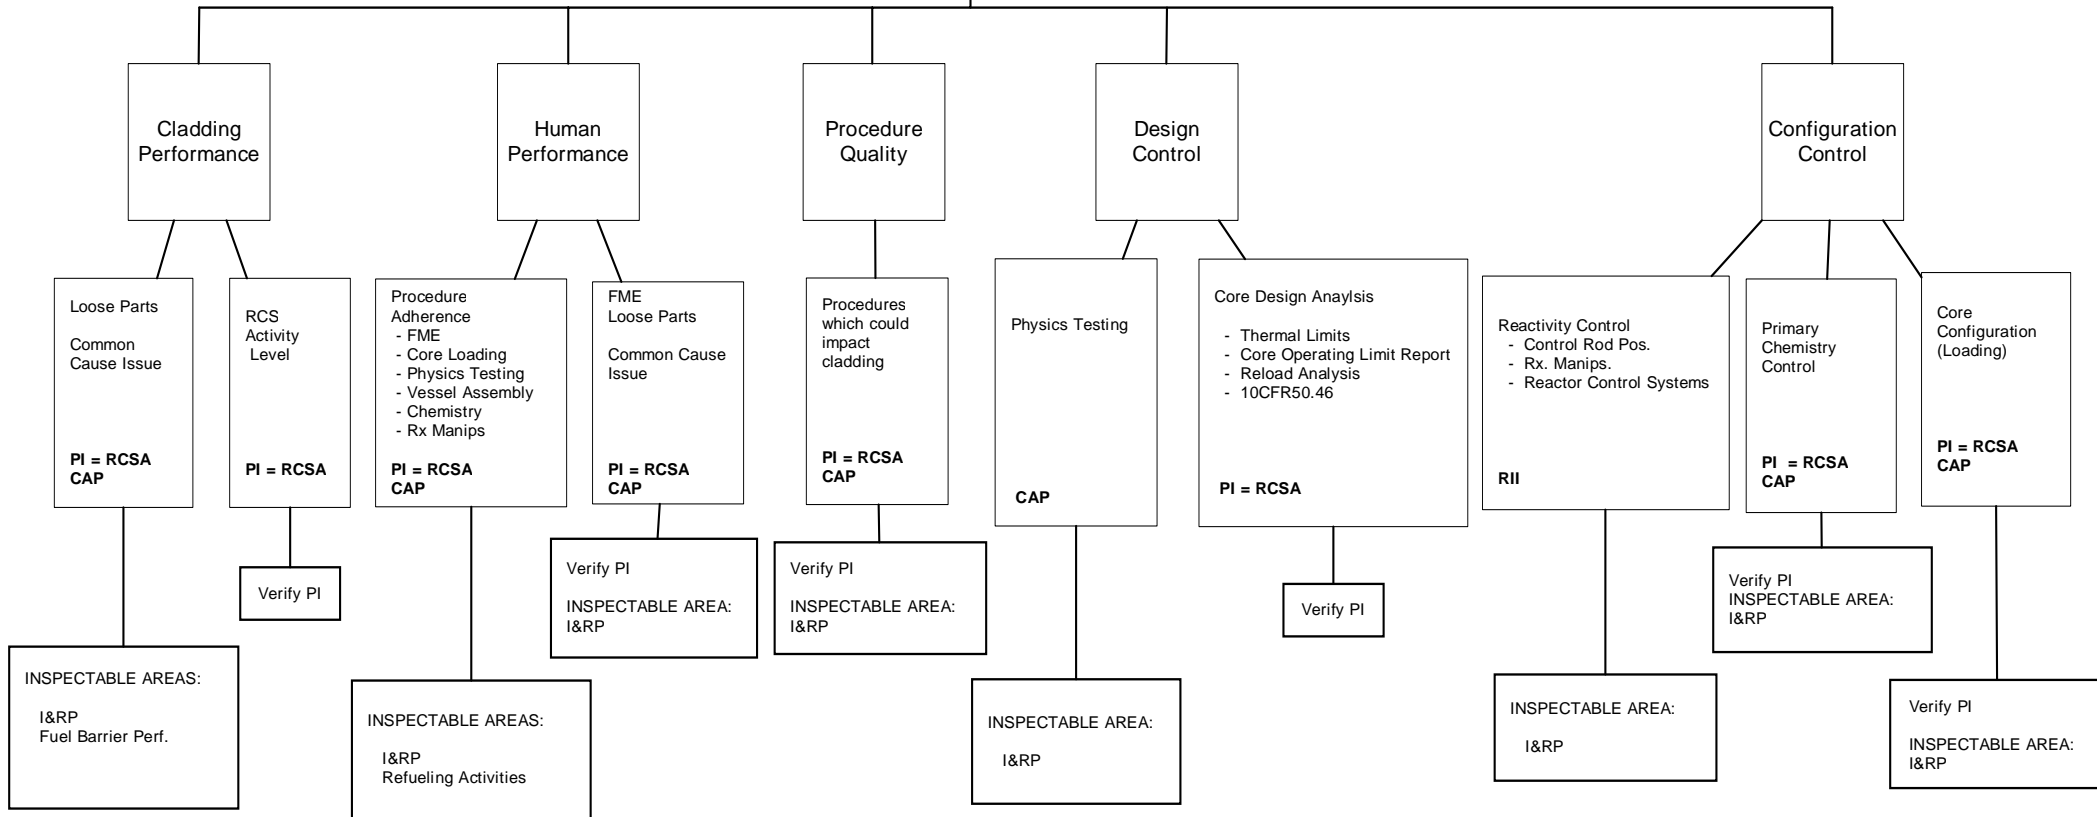 Cladding
Performance
Human
Performance
Procedure
Quality
Design
Control
Configuration
Control
Loose Parts
Common
Cause Issue
PI = RCSA
CAP
RCS
Activity
Level
PI = RCSA
Procedure
Adherence
- FME
- Core Loading
- Physics Testing
- Vessel Assembly
- Chemistry
- Rx Manips
PI = RCSA
CAP
FME
Loose Parts
Common Cause
Issue
PI = RCSA
CAP
Procedures
which could
impact
cladding
PI = RCSA
CAP
Physics Testing
CAP
Core Design Anaylsis
- Thermal Limits
- Core Operating Limit Report
- Reload Analysis
- 10CFR50.46
PI = RCSA
Reactivity Control
- Control Rod Pos.
- Rx. Manips.
- Reactor Control Systems
RII
Primary
Chemistry
Control
PI = RCSA
CAP
Core
Configuration
(Loading)
PI = RCSA
CAP
INSPECTABLE AREAS:
I&RP
Fuel Barrier Perf.
Verify PI
INSPECTABLE AREAS:
I&RP
Refueling Activities
Verify PI
INSPECTABLE AREA:
I&RP
Verify PI
INSPECTABLE AREA:
I&RP
INSPECTABLE AREA:
I&RP
Verify PI
INSPECTABLE AREA:
I&RP
Verify PI
INSPECTABLE AREA:
I&RP
Verify PI
INSPECTABLE AREA:
I&RP